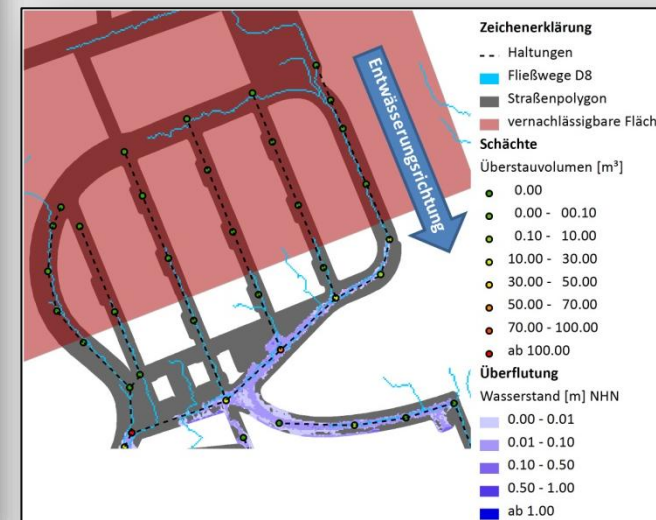 Entwässerungsrichtung
Zeichenerklärung
Haltungen
Fließwege D8
Straßenpolygon
vernachlässigbare Fläch
Schächte
Überstauvolumen [m³]
0.00
0.00 - 00.10
0.10 - 10.00
10.00 - 30.00
30.00 - 50.00
50.00 - 70.00
70.00 - 100.00
ab 100.00
Überflutung
Wasserstand [m] NHN
0.00 - 0.01
0.01 - 0.10
0.10 - 0.50
0.50 - 1.00
ab 1.00